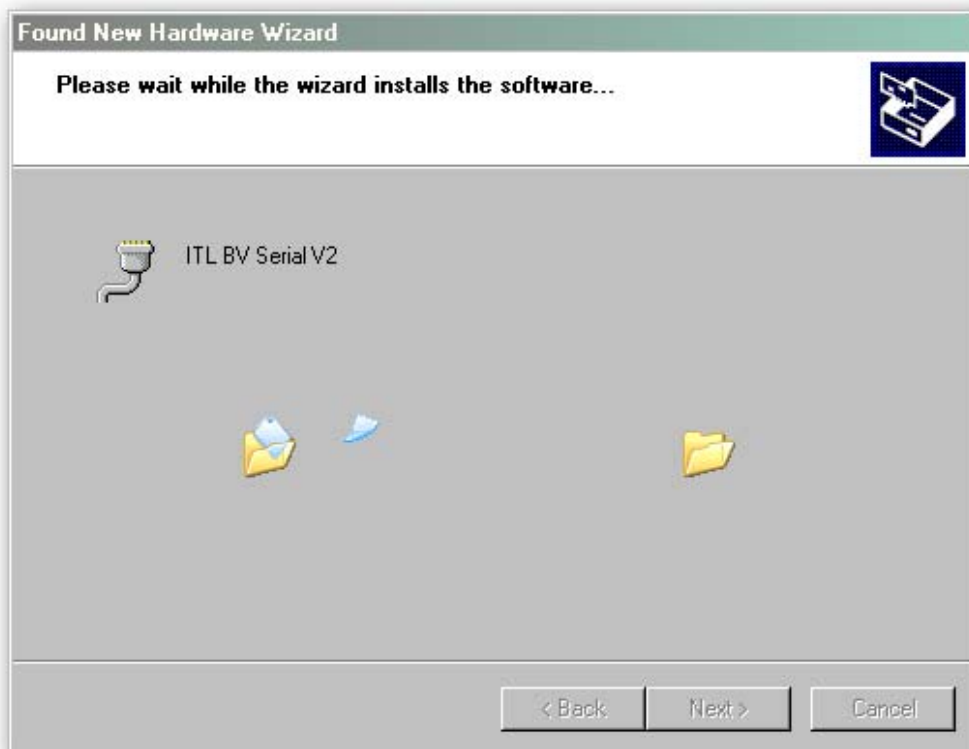 Found New Hardware Wizard
Please wait while the wizard installs the software...
ITL BV Serial V2
< Back
Next >
Cancel